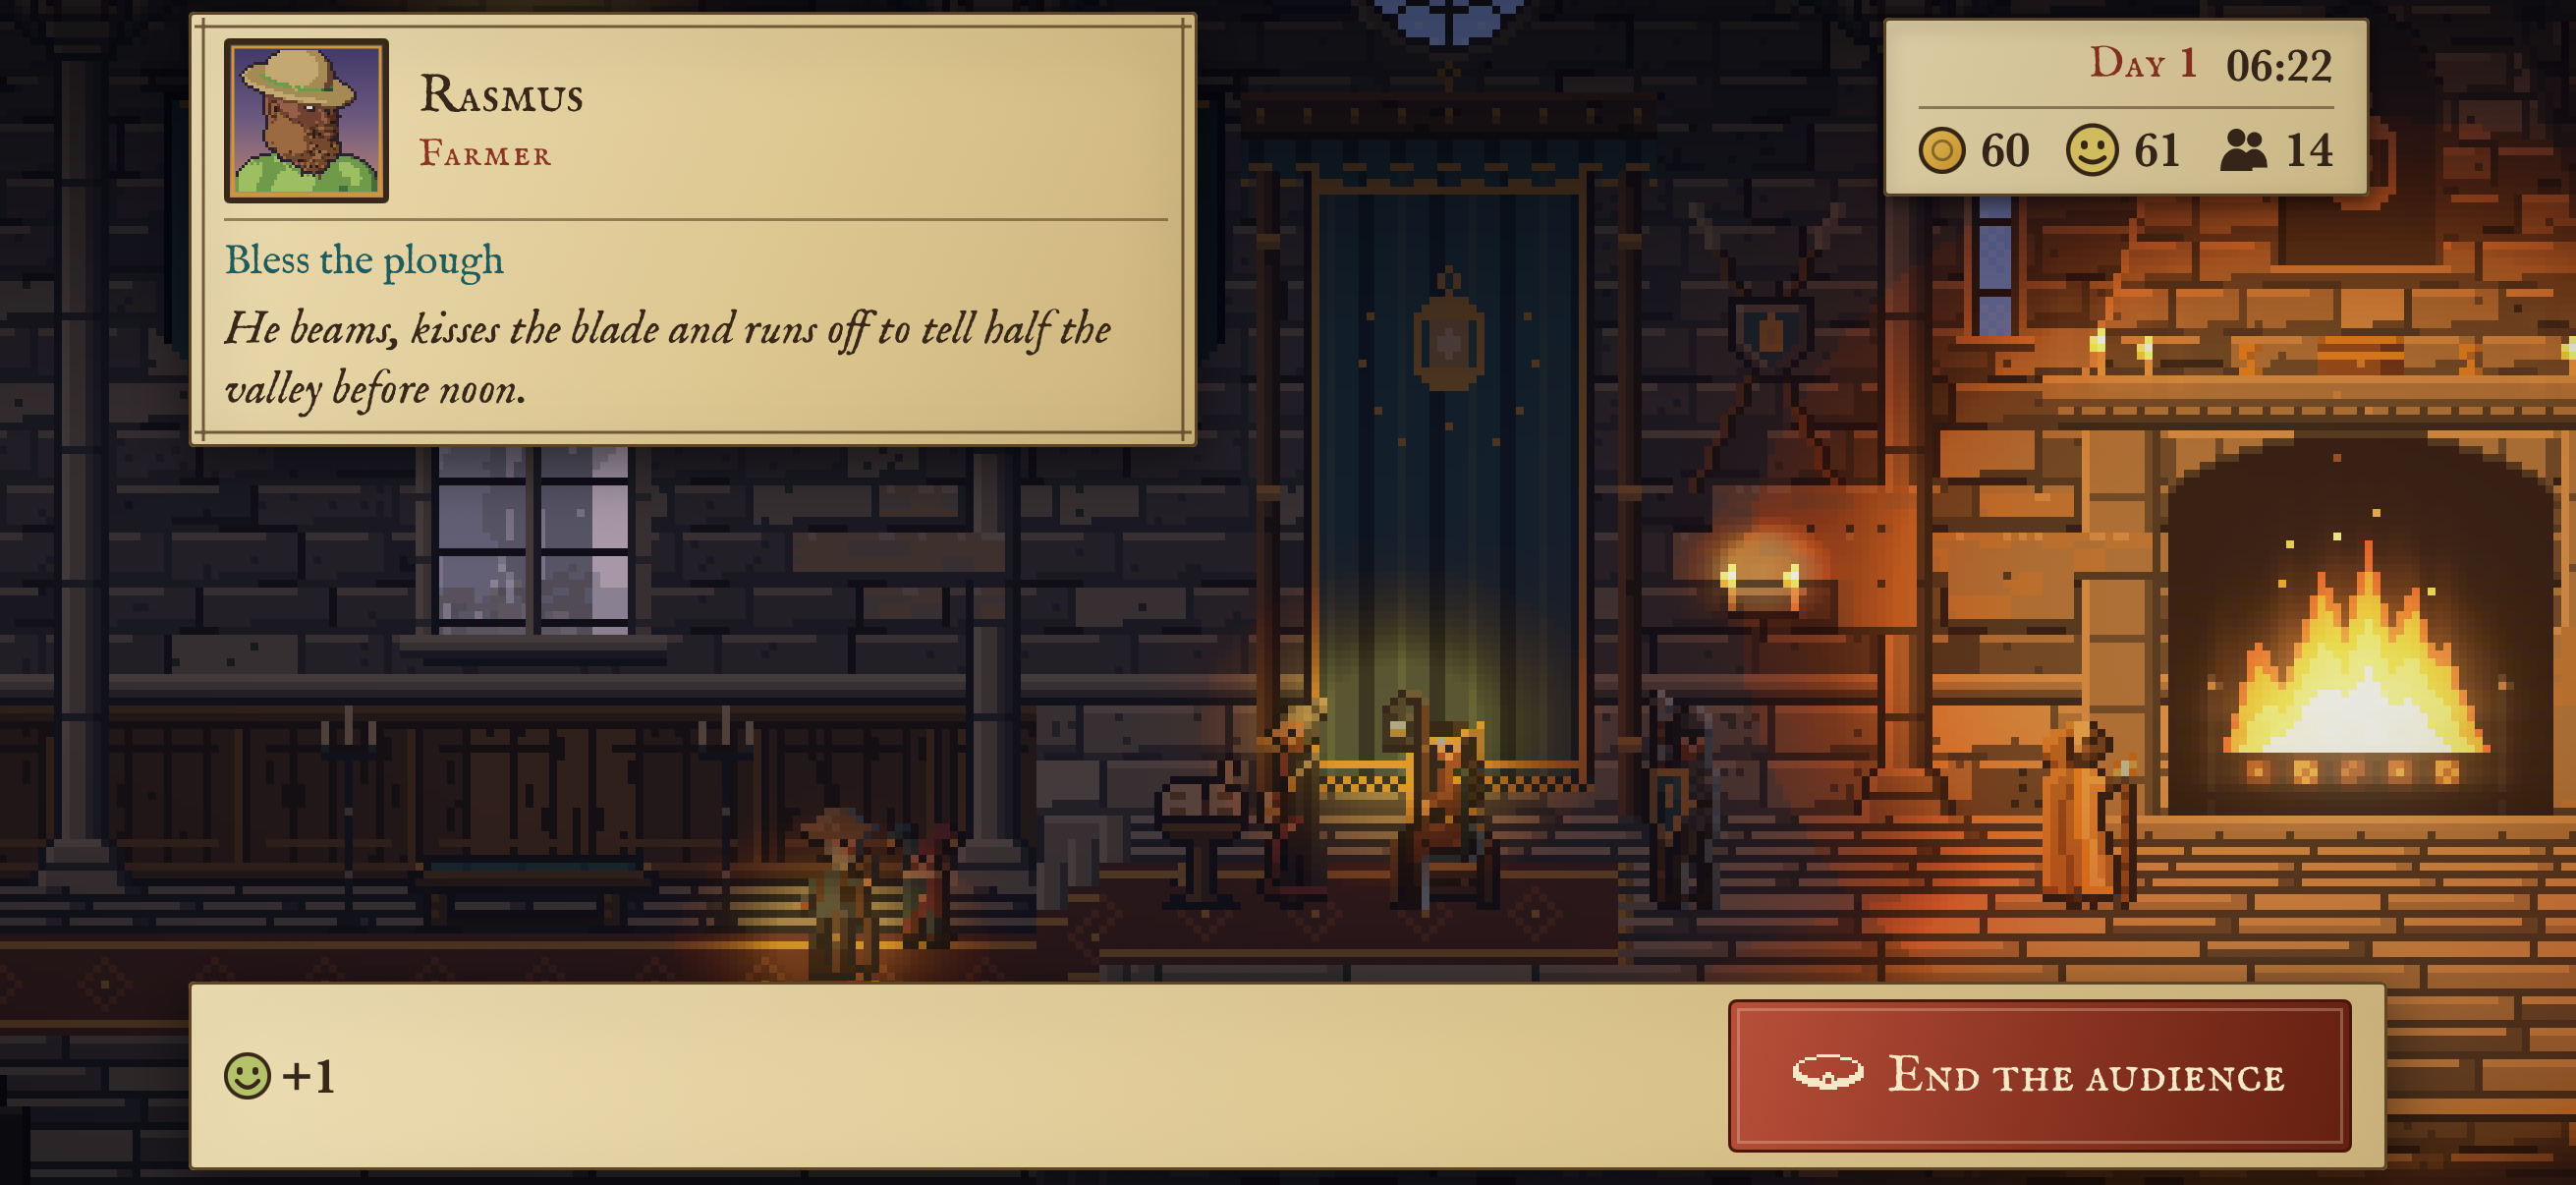 Rasmus
Farmer
Bless the plough
He beams, kisses the blade and runs off to tell half the
valley before noon.
Day 1 06:22
60 61 14
+1
End the audience